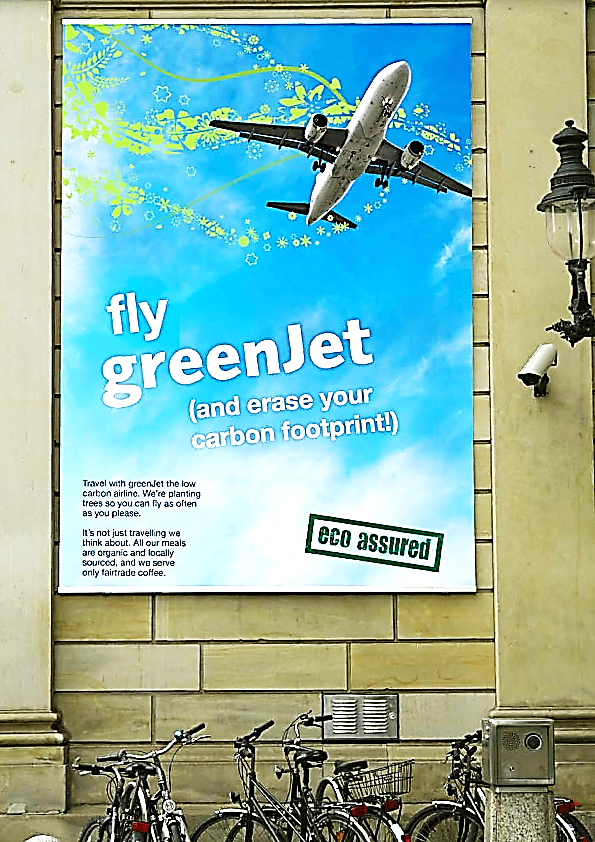 fly
greenJet
(and erase your
carbon footprint!)
Travel with greenJet the low
carbon airline. We're planting
trees so you can fly as often
as you please.
It's not just travelling we
think about. All our meals
are organic and locally
sourced, and we serve
only fairtrade coffee.
eco assured